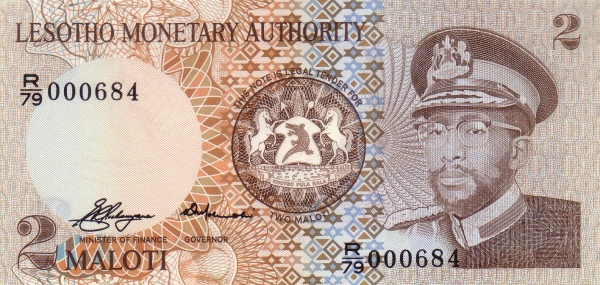 LESOTHO MONETARY AUTHORITY
2
R/79 000684
THIS NOTE IS LEGAL TENDER FOR
KHOTSO PULA NALA
TWO MALOTI
MINISTER OF FINANCE
GOVERNOR
2
MALOTI
R/79 000684